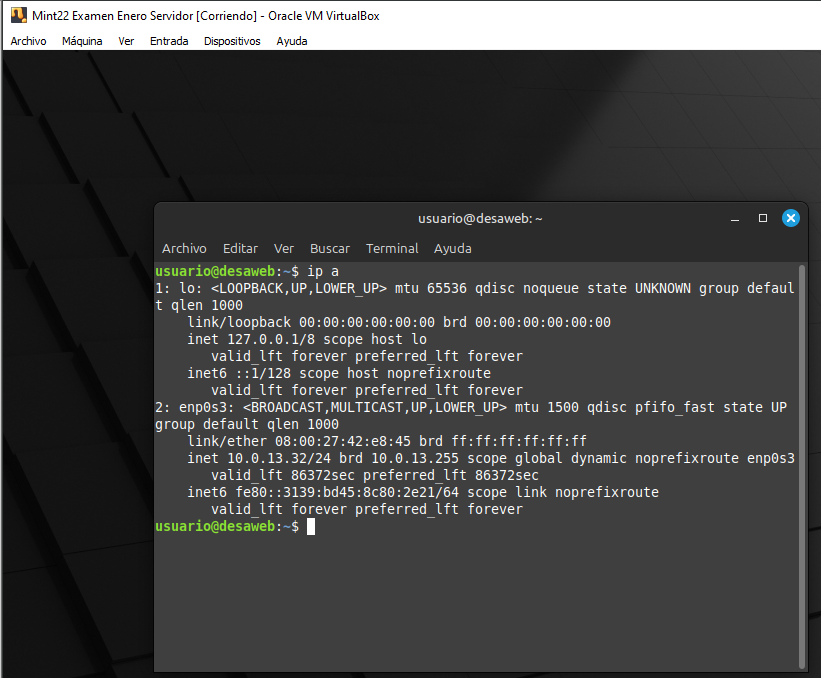 Mint22 Examen Enero Servidor [Corriendo] - Oracle VM VirtualBox
Archivo Máquina Ver Entrada Dispositivos Ayuda
usuario@desaweb: ~
Archivo Editar Ver Buscar Terminal Ayuda
usuario@desaweb:~$ ip a
1: lo: <LOOPBACK,UP,LOWER_UP> mtu 65536 qdisc noqueue state UNKNOWN group defaul
t qlen 1000
    link/loopback 00:00:00:00:00:00 brd 00:00:00:00:00:00
    inet 127.0.0.1/8 scope host lo
       valid_lft forever preferred_lft forever
    inet6 ::1/128 scope host noprefixroute
       valid_lft forever preferred_lft forever
2: enp0s3: <BROADCAST,MULTICAST,UP,LOWER_UP> mtu 1500 qdisc pfifo_fast state UP
group default qlen 1000
    link/ether 08:00:27:42:e8:45 brd ff:ff:ff:ff:ff:ff
    inet 10.0.13.32/24 brd 10.0.13.255 scope global dynamic noprefixroute enp0s3
       valid_lft 86372sec preferred_lft 86372sec
    inet6 fe80::3139:bd45:8c80:2e21/64 scope link noprefixroute
       valid_lft forever preferred_lft forever
usuario@desaweb:~$